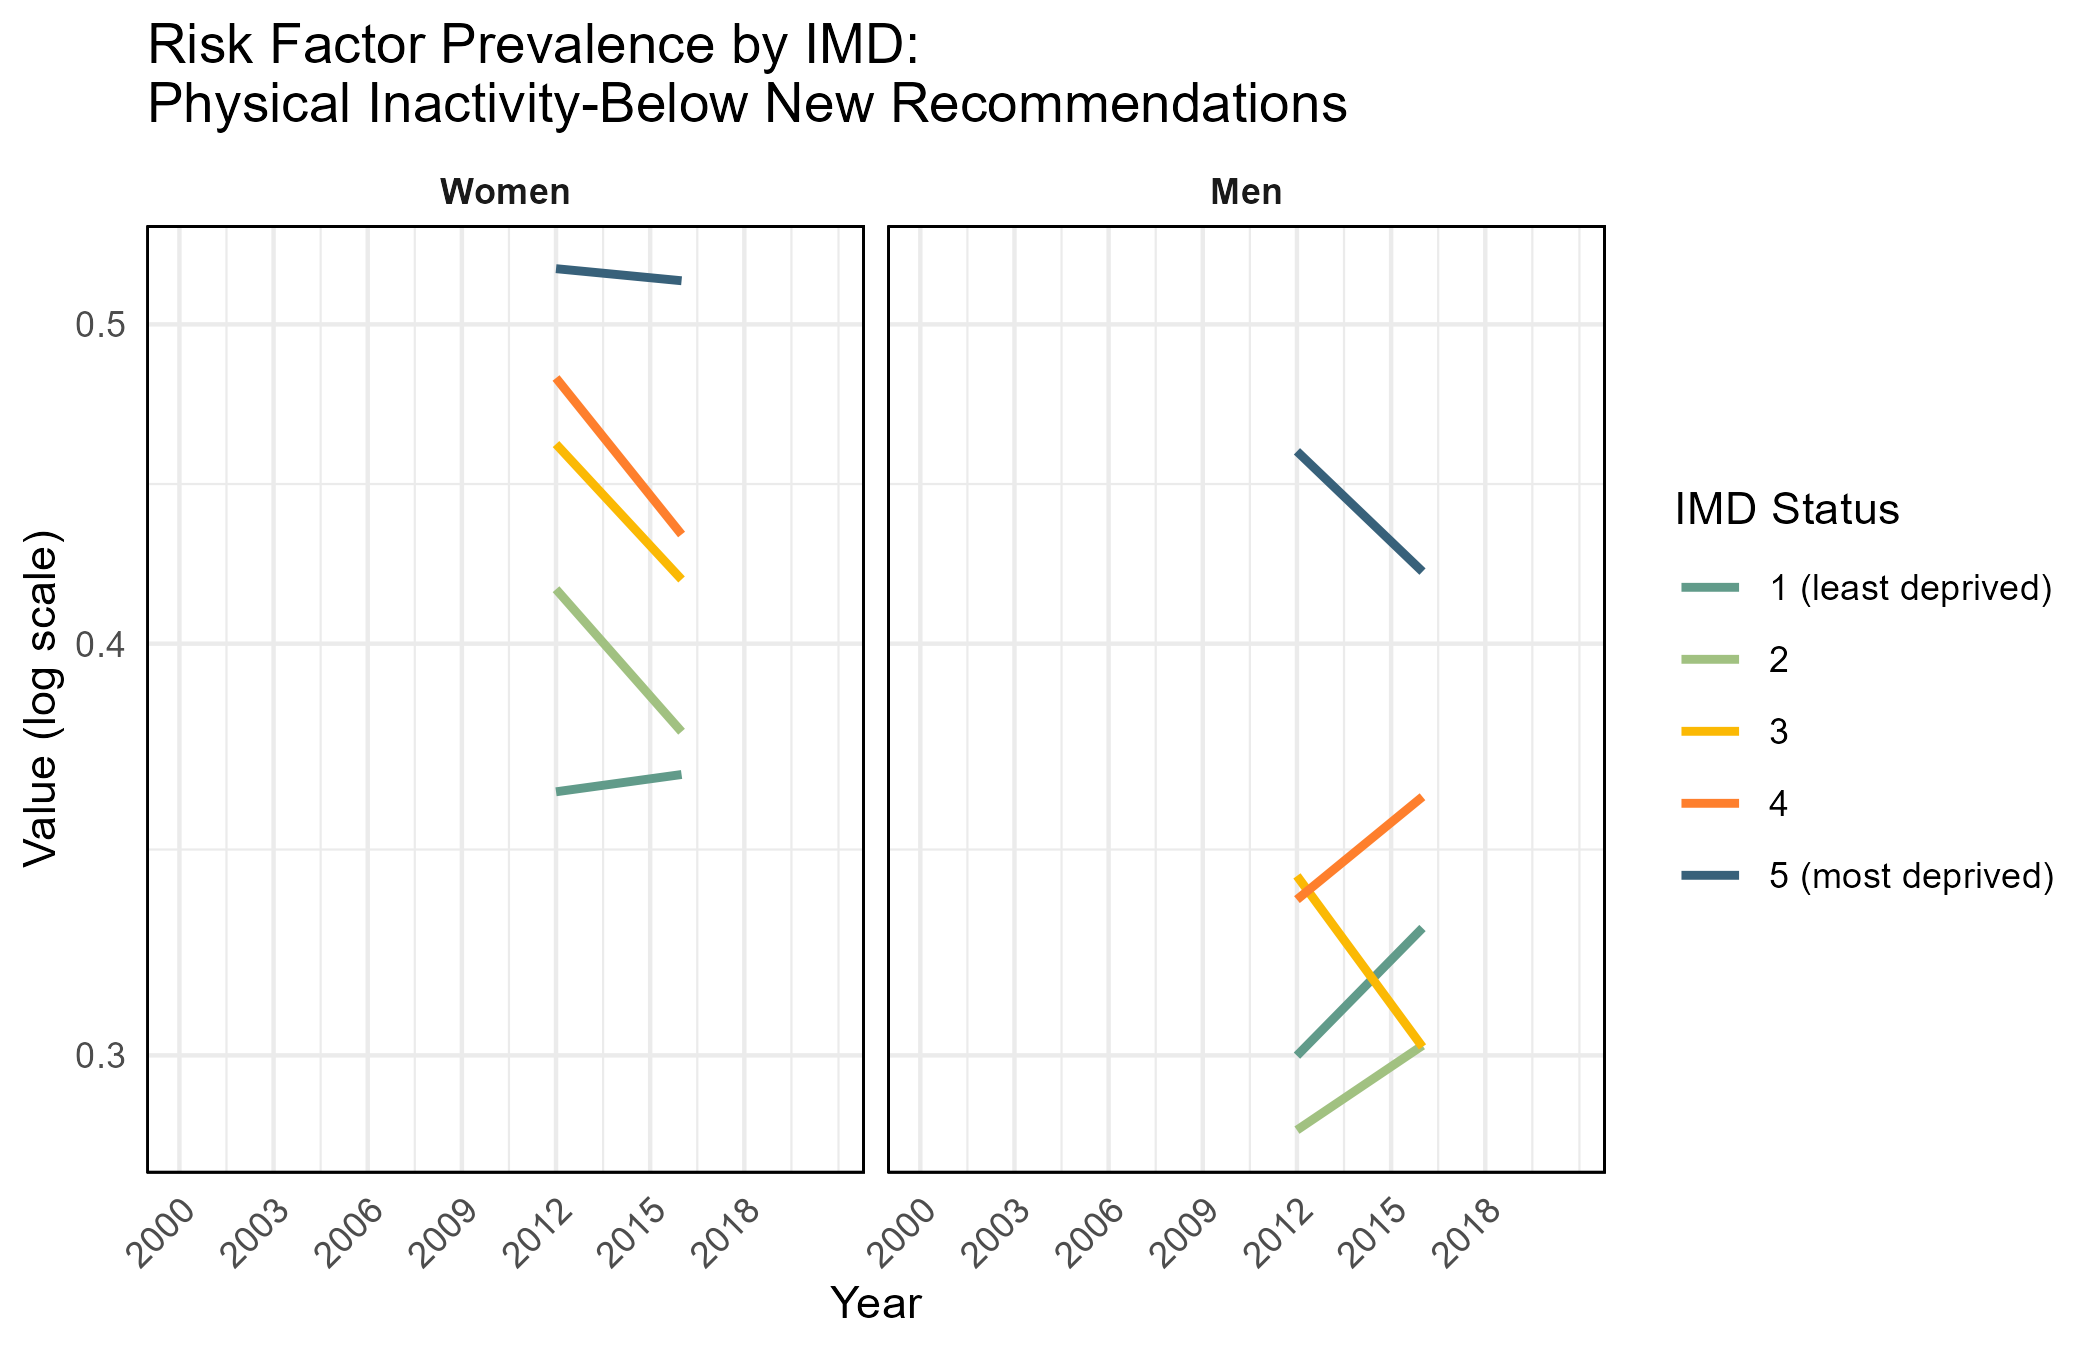 Risk Factor Prevalence by IMD:
Physical Inactivity-Below New Recommendations
Women
Men
Value (log scale)
0.5
0.4
0.3
2000
2003
2006
2009
2012
2015
2018
2000
2003
2006
2009
2012
2015
2018
Year
IMD Status
1 (least deprived)
2
3
4
5 (most deprived)